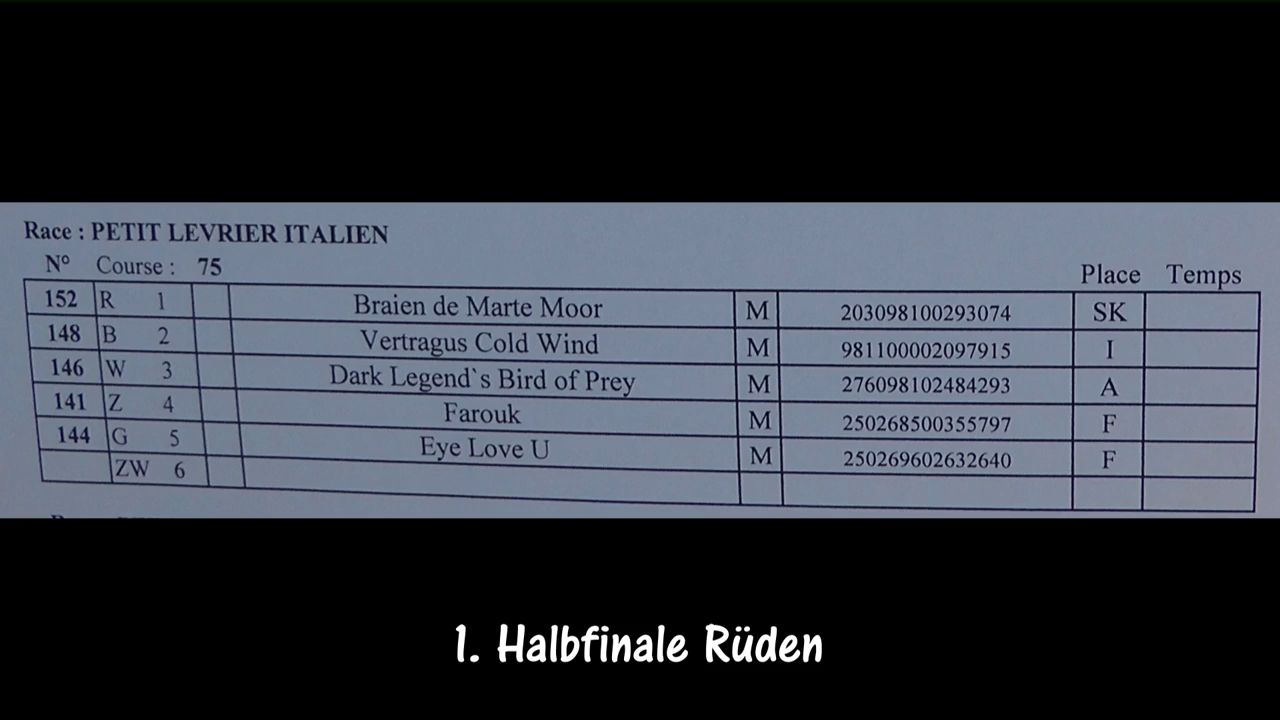 Race : PETIT LEVRIER ITALIEN
N° Course : 75 Place Temps
152 R 1 Braien de Marte Moor M 203098100293074 SK
148 B 2 Vertragus Cold Wind M 981100002097915 I
146 W 3 Dark Legend`s Bird of Prey M 276098102484293 A
141 Z 4 Farouk M 250268500355797 F
144 G 5 Eye Love U M 250269602632640 F
ZW 6
1. Halbfinale Rüden